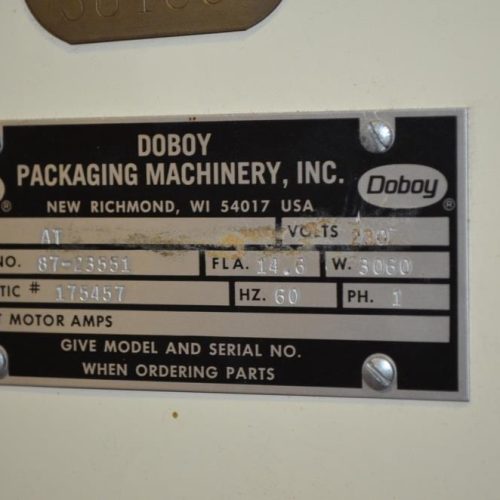 DOBOY
PACKAGING MACHINERY, INC.
Doboy ®
®
NEW RICHMOND, WI 54017 USA
AT VOLTS 230
NO. 87-23551 FLA. 14.6 W. 3060
TIC # 175457 HZ. 60 PH. 1
T MOTOR AMPS
GIVE MODEL AND SERIAL NO.
WHEN ORDERING PARTS